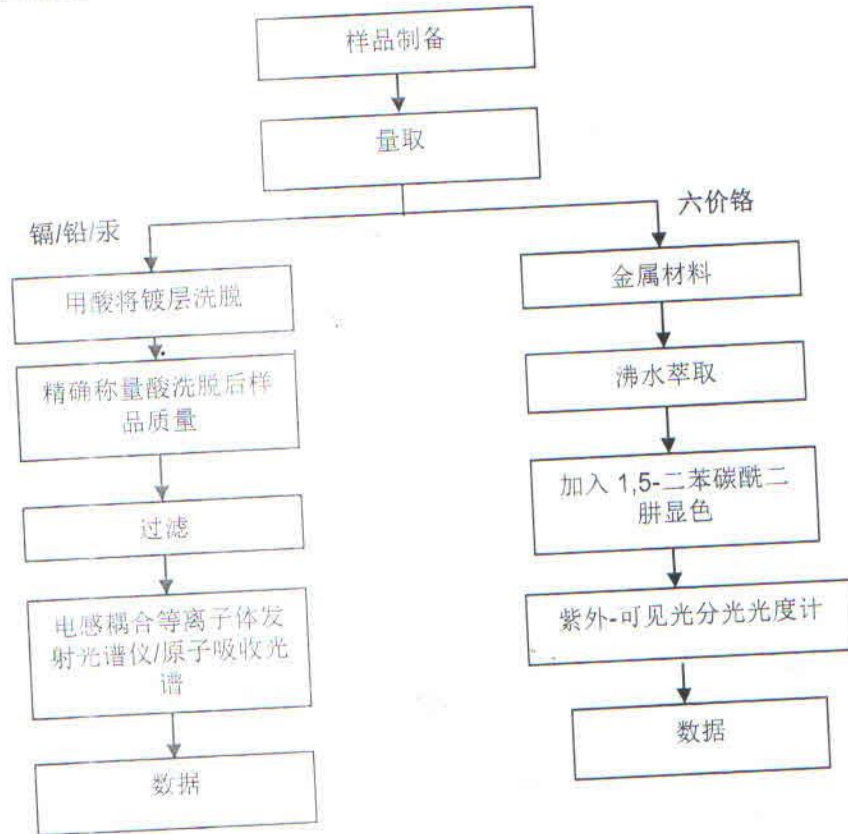 样品制备
量取
镉/铅/汞
六价铬
用酸将镀层洗脱
精确称量酸洗脱后样
品质量
过滤
电感耦合等离子体发
射光谱仪/原子吸收光
谱
数据
金属材料
沸水萃取
加入 1,5-二苯碳酰二
肼显色
紫外-可见光分光光度计
数据